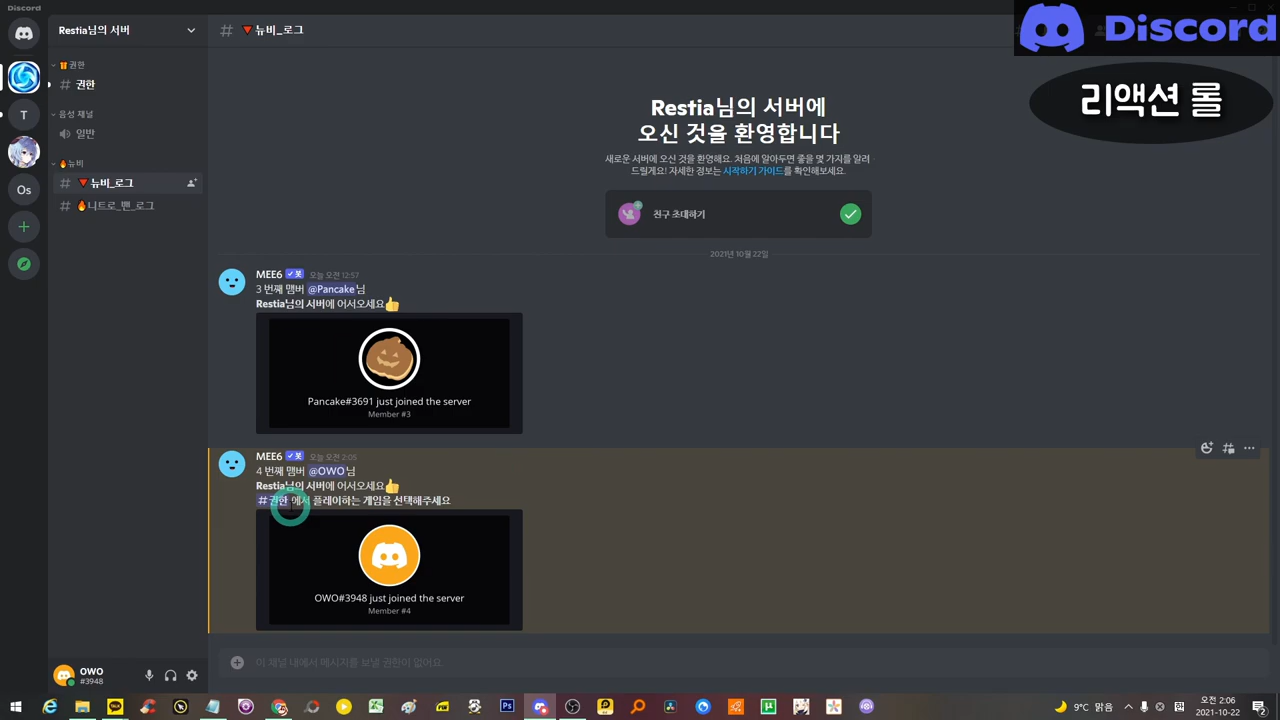 Discord
Restia님의 서버
권한
권한
음성 채널
일반
뉴비
뉴비_로그
니트로_밴_로그
T
Os
뉴비_로그
Discord
리액션 롤
Restia님의 서버에
오신 것을 환영합니다
새로운 서버에 오신 것을 환영해요. 처음에 알아두면 좋을 몇 가지를 알려
드릴게요! 자세한 정보는 시작하기 가이드를 확인해보세요.
친구 초대하기
2021년 10월 22일
MEE6 ✓봇 오늘 오전 12:57
3 번째 맴버 @Pancake님
Restia님의 서버에 어서오세요👍
Pancake#3691 just joined the server
Member #3
MEE6 ✓봇 오늘 오전 2:05
4 번째 맴버 @OWO님
Restia님의 서버에 어서오세요👍
#권한 에서 플레이하는 게임을 선택해주세요
OWO#3948 just joined the server
Member #4
이 채널 내에서 메시지를 보낼 권한이 없어요.
OWO
#3948
9°C 맑음
오전 2:06
2021-10-22